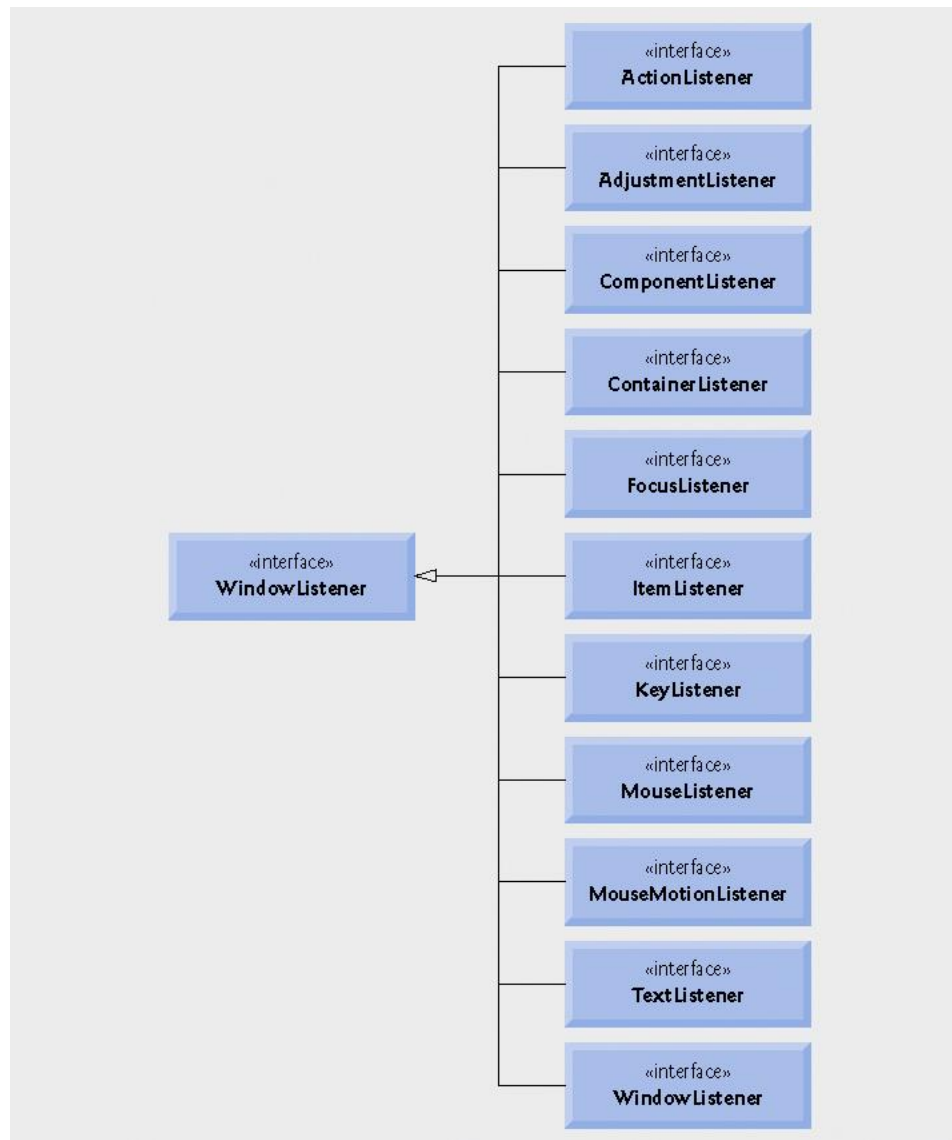 «interface»
ActionListener
«interface»
AdjustmentListener
«interface»
ComponentListener
«interface»
ContainerListener
«interface»
FocusListener
«interface»
WindowListener
«interface»
ItemListener
«interface»
KeyListener
«interface»
MouseListener
«interface»
MouseMotionListener
«interface»
TextListener
«interface»
WindowListener